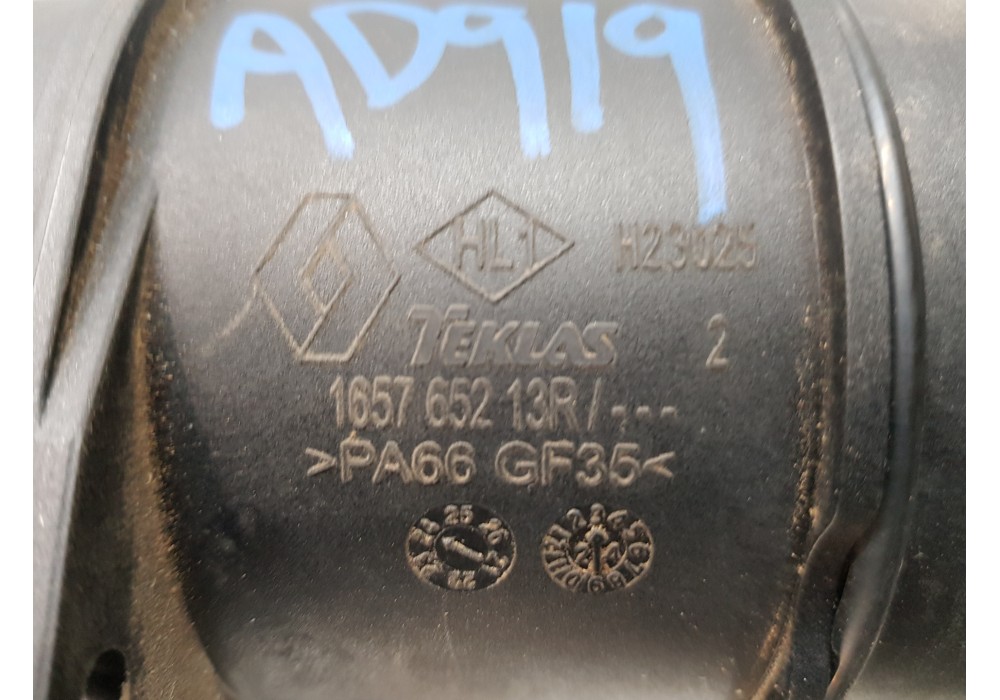 AD919
HL1 H23025
TEKLAS 2
1657 652 13R/---
>PA66 GF35<